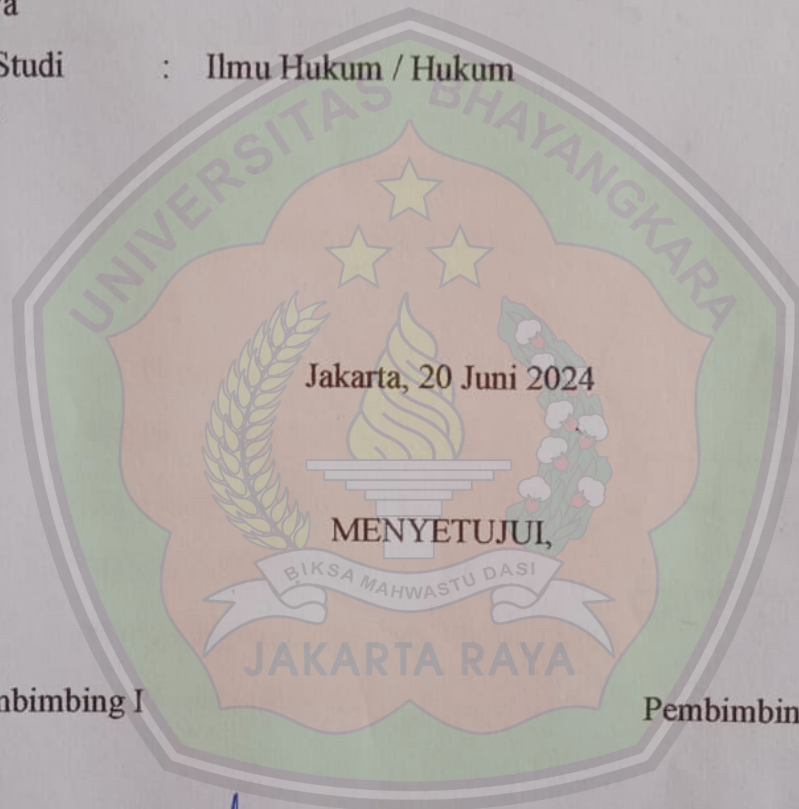 Studi : Ilmu Hukum / Hukum
UNIVERSITAS BHAYANGKARA
Jakarta, 20 Juni 2024
MENYETUJUI,
BIKSA MAHWASTU DASI
JAKARTA RAYA
mbimbing I Pembimbin